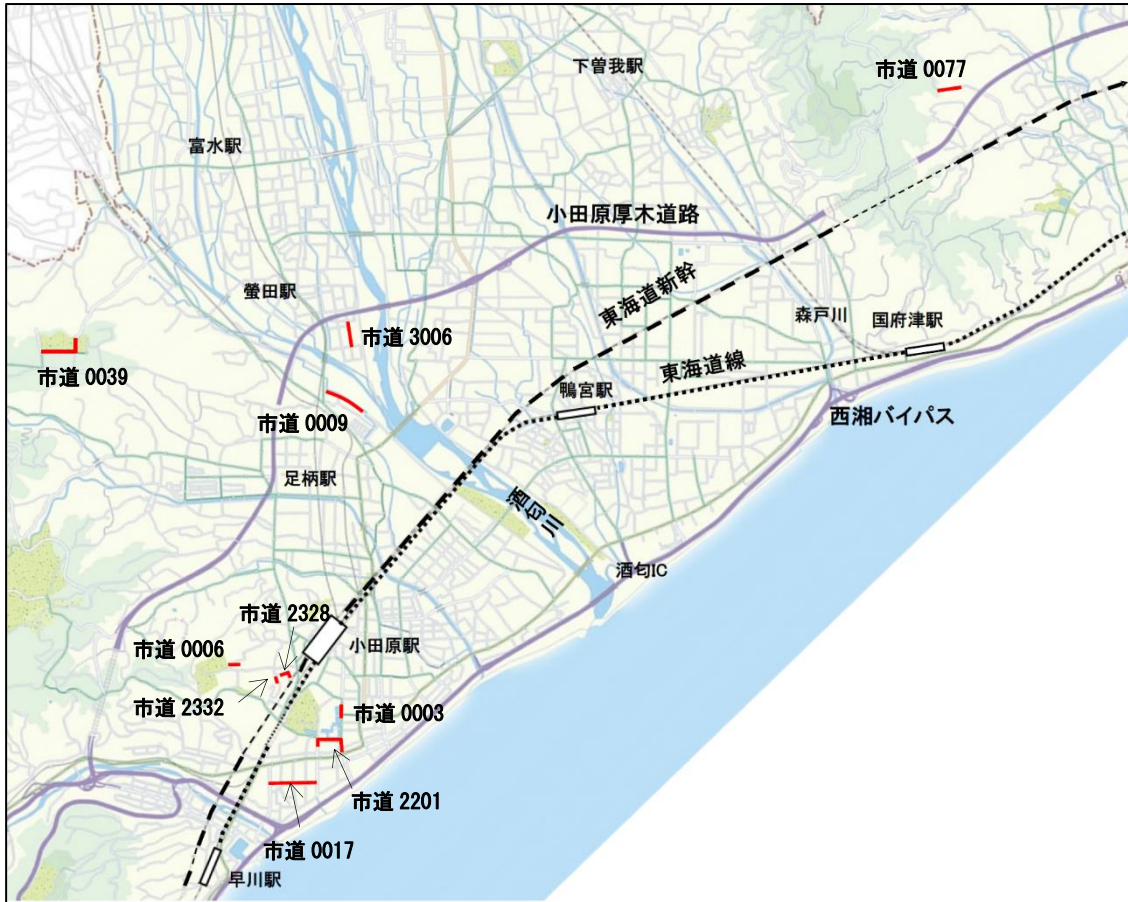 下曽我駅
市道 0077
富水駅
小田原厚木道路
東海道新幹
螢田駅
森戸川
国府津駅
市道 3006
市道 0039
東海道線
鴨宮駅
市道 0009
西湘バイパス
足柄駅
酒匂川
酒匂IC
市道 2328
市道 0006
小田原駅
市道 2332
市道 0003
市道 2201
市道 0017
早川駅